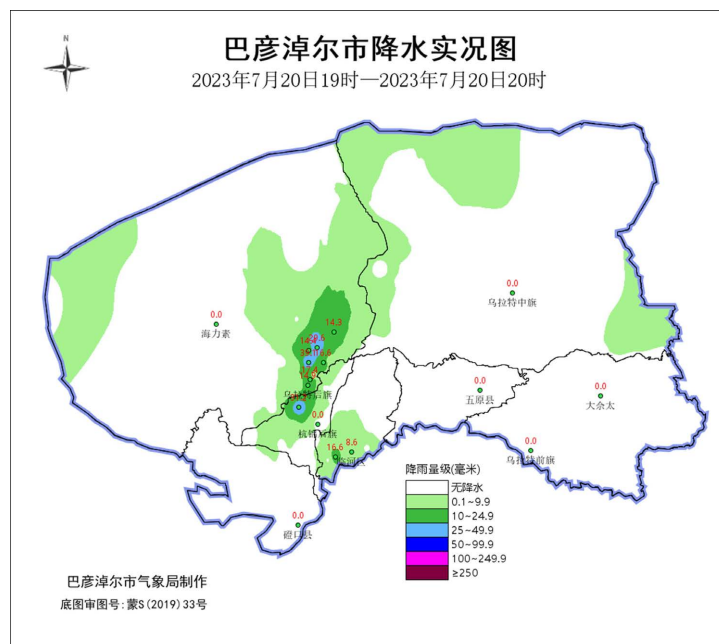 巴彦淖尔市降水实况图
2023年7月20日19时—2023年7月20日20时
0.0
乌拉特中旗
0.0
海力素
14.3
乌拉特后旗
0.0
杭锦后旗
0.0
五原县
0.0
大佘太
16.6
8.6
0.0
乌拉特前旗
0.0
磴口县
降雨量级(毫米)
无降水
0.1~9.9
10~24.9
25~49.9
50~99.9
100~249.9
≥250
巴彦淖尔市气象局制作
底图审图号:蒙S(2019)33号